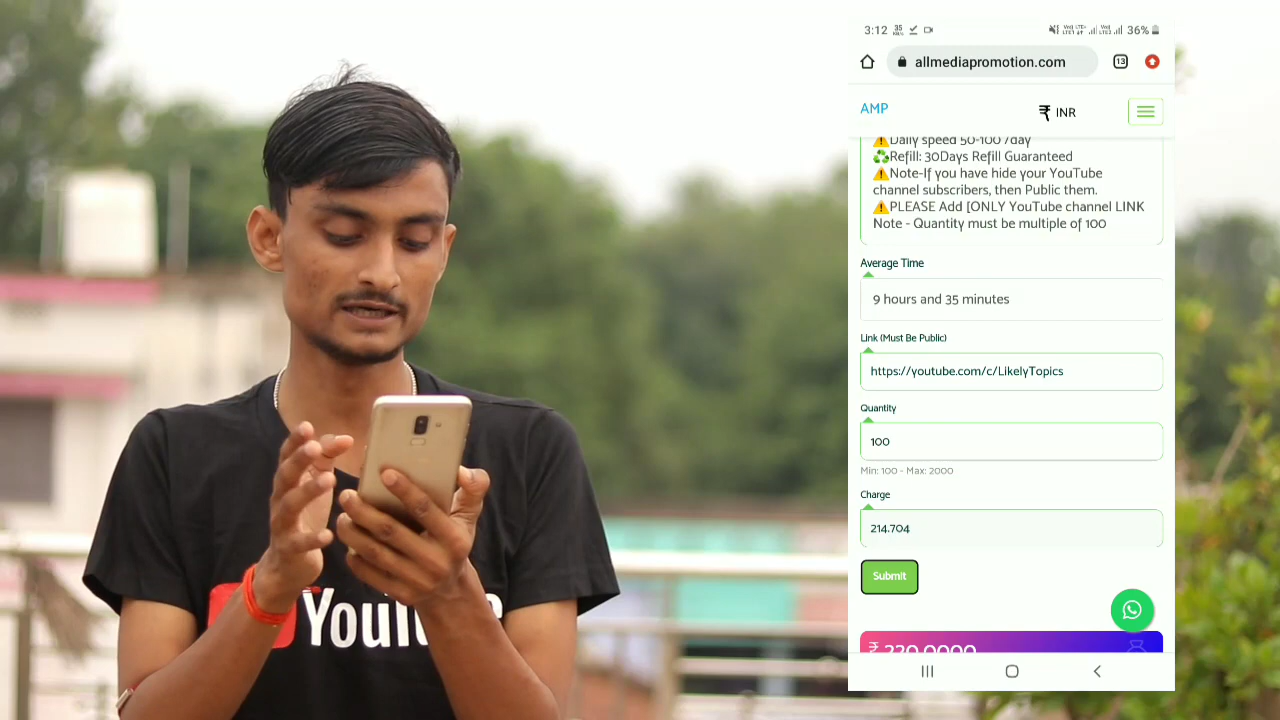 YouTube
3:12
36%
allmediapromotion.com
13
AMP
₹ INR
⚠️Daily speed 50-100 /day
♻️Refill: 30Days Refill Guaranteed
⚠️Note-If you have hide your YouTube
channel subscribers, then Public them.
⚠️PLEASE Add [ONLY YouTube channel LINK
Note - Quantity must be multiple of 100
Average Time
9 hours and 35 minutes
Link (Must Be Public)
https://youtube.com/c/LikelyTopics
Quantity
100
Min: 100 - Max: 2000
Charge
214.704
Submit
₹ 220.0000